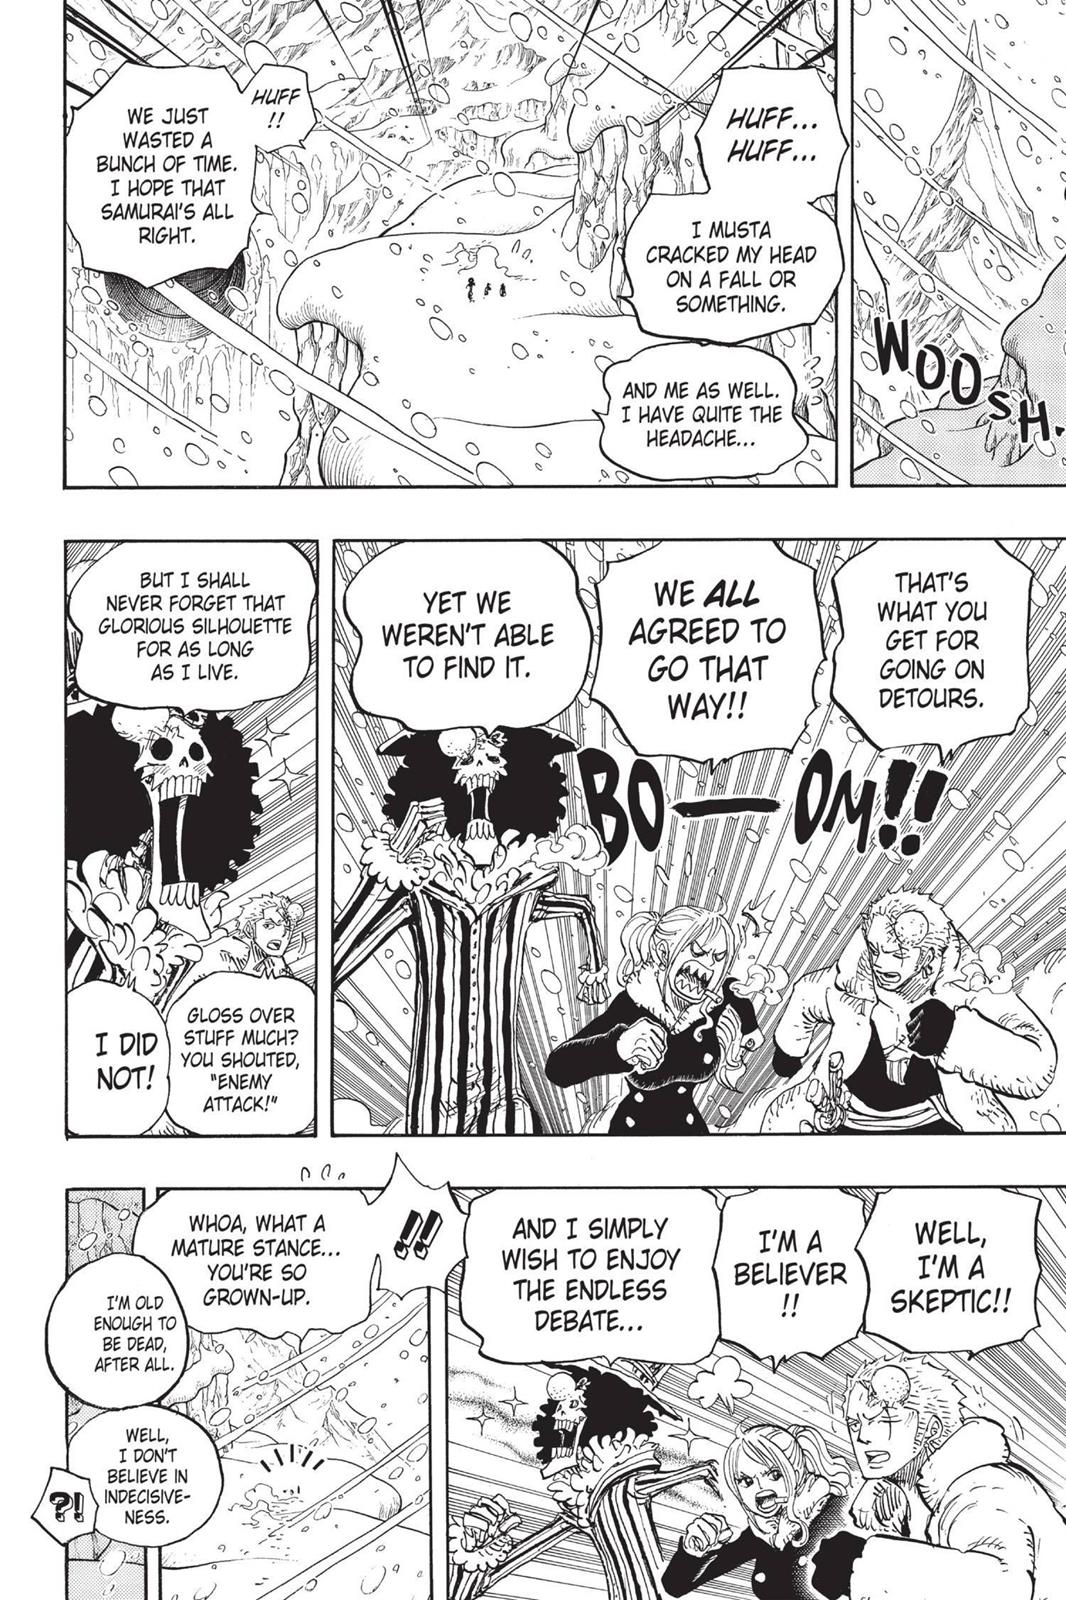 WOOSH.
HUFF...
HUFF...
I MUSTA
CRACKED MY HEAD
ON A FALL OR
SOMETHING.
AND ME AS WELL.
I HAVE QUITE THE
HEADACHE...
HUFF
!!
WE JUST
WASTED A
BUNCH OF TIME.
I HOPE THAT
SAMURAI'S ALL
RIGHT.
THAT'S
WHAT YOU
GET FOR
GOING ON
DETOURS.
WE ALL
AGREED TO
GO THAT
WAY!!
YET WE
WEREN'T ABLE
TO FIND IT.
BO—OM!!
BUT I SHALL
NEVER FORGET THAT
GLORIOUS SILHOUETTE
FOR AS LONG
AS I LIVE.
GLOSS OVER
STUFF MUCH?
YOU SHOUTED,
"ENEMY
ATTACK!"
I DID
NOT!
WELL,
I'M A
SKEPTIC!!
I'M A
BELIEVER
!!
AND I SIMPLY
WISH TO ENJOY
THE ENDLESS
DEBATE...
!!
WHOA, WHAT A
MATURE STANCE...
YOU'RE SO
GROWN-UP.
I'M OLD
ENOUGH TO
BE DEAD,
AFTER ALL.
WELL,
I DON'T
BELIEVE IN
INDECISIVE-
NESS.
?!